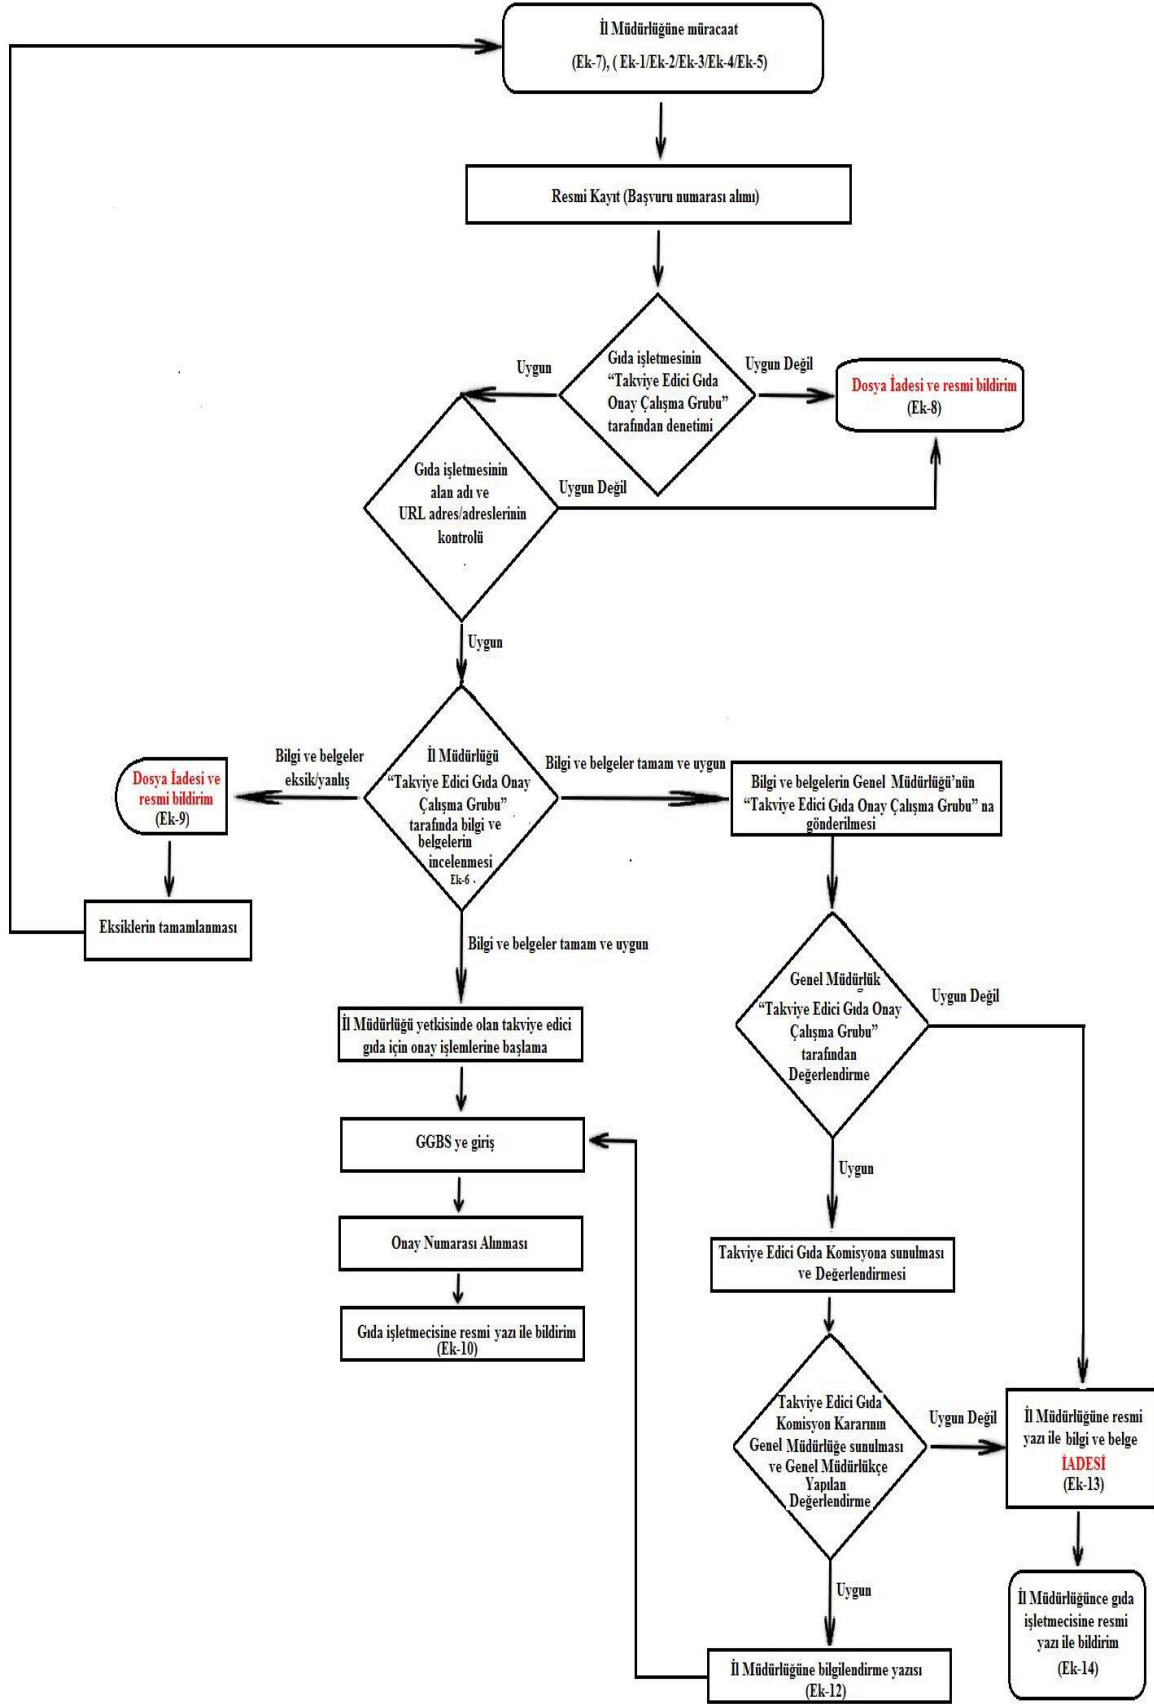 İl Müdürlüğüne müracaat
(Ek-7), ( Ek-1/Ek-2/Ek-3/Ek-4/Ek-5)
Resmi Kayıt (Başvuru numarası alımı)
Uygun
Gıda işletmesinin
“Takviye Edici Gıda
Onay Çalışma Grubu”
tarafından denetimi
Uygun Değil
Dosya İadesi ve resmi bildirim
(Ek-8)
Gıda işletmesinin
alan adı ve
URL adres/adreslerinin
kontrolü
Uygun Değil
Uygun
Bilgi ve belgeler
eksik/yanlış
İl Müdürlüğü
“Takviye Edici Gıda Onay
Çalışma Grubu”
tarafında bilgi ve
belgelerin
incelenmesi
Ek-6 .
Bilgi ve belgeler tamam ve uygun
Dosya İadesi ve
resmi bildirim
(Ek-9)
Bilgi ve belgelerin Genel Müdürlüğü’nün
“Takviye Edici Gıda Onay Çalışma Grubu” na
gönderilmesi
Eksiklerin tamamlanması
Bilgi ve belgeler tamam ve uygun
Genel Müdürlük
“Takviye Edici Gıda Onay
Çalışma Grubu”
tarafından
Değerlendirme
Uygun Değil
İl Müdürlüğü yetkisinde olan takviye edici
gıda için onay işlemlerine başlama
GGBS ye giriş
Uygun
Onay Numarası Alınması
Takviye Edici Gıda Komisyona sunulması
ve Değerlendirmesi
Gıda işletmecisine resmi yazı ile bildirim
(Ek-10)
Takviye Edici Gıda
Komisyon Kararının
Genel Müdürlüğe sunulması
ve Genel Müdürlükçe
Yapılan
Değerlendirme
Uygun Değil
İl Müdürlüğüne resmi
yazı ile bilgi ve belge
İADESİ
(Ek-13)
Uygun
İl Müdürlüğünce gıda
işletmecisine resmi
yazı ile bildirim
(Ek-14)
İl Müdürlüğüne bilgilendirme yazısı
(Ek-12)